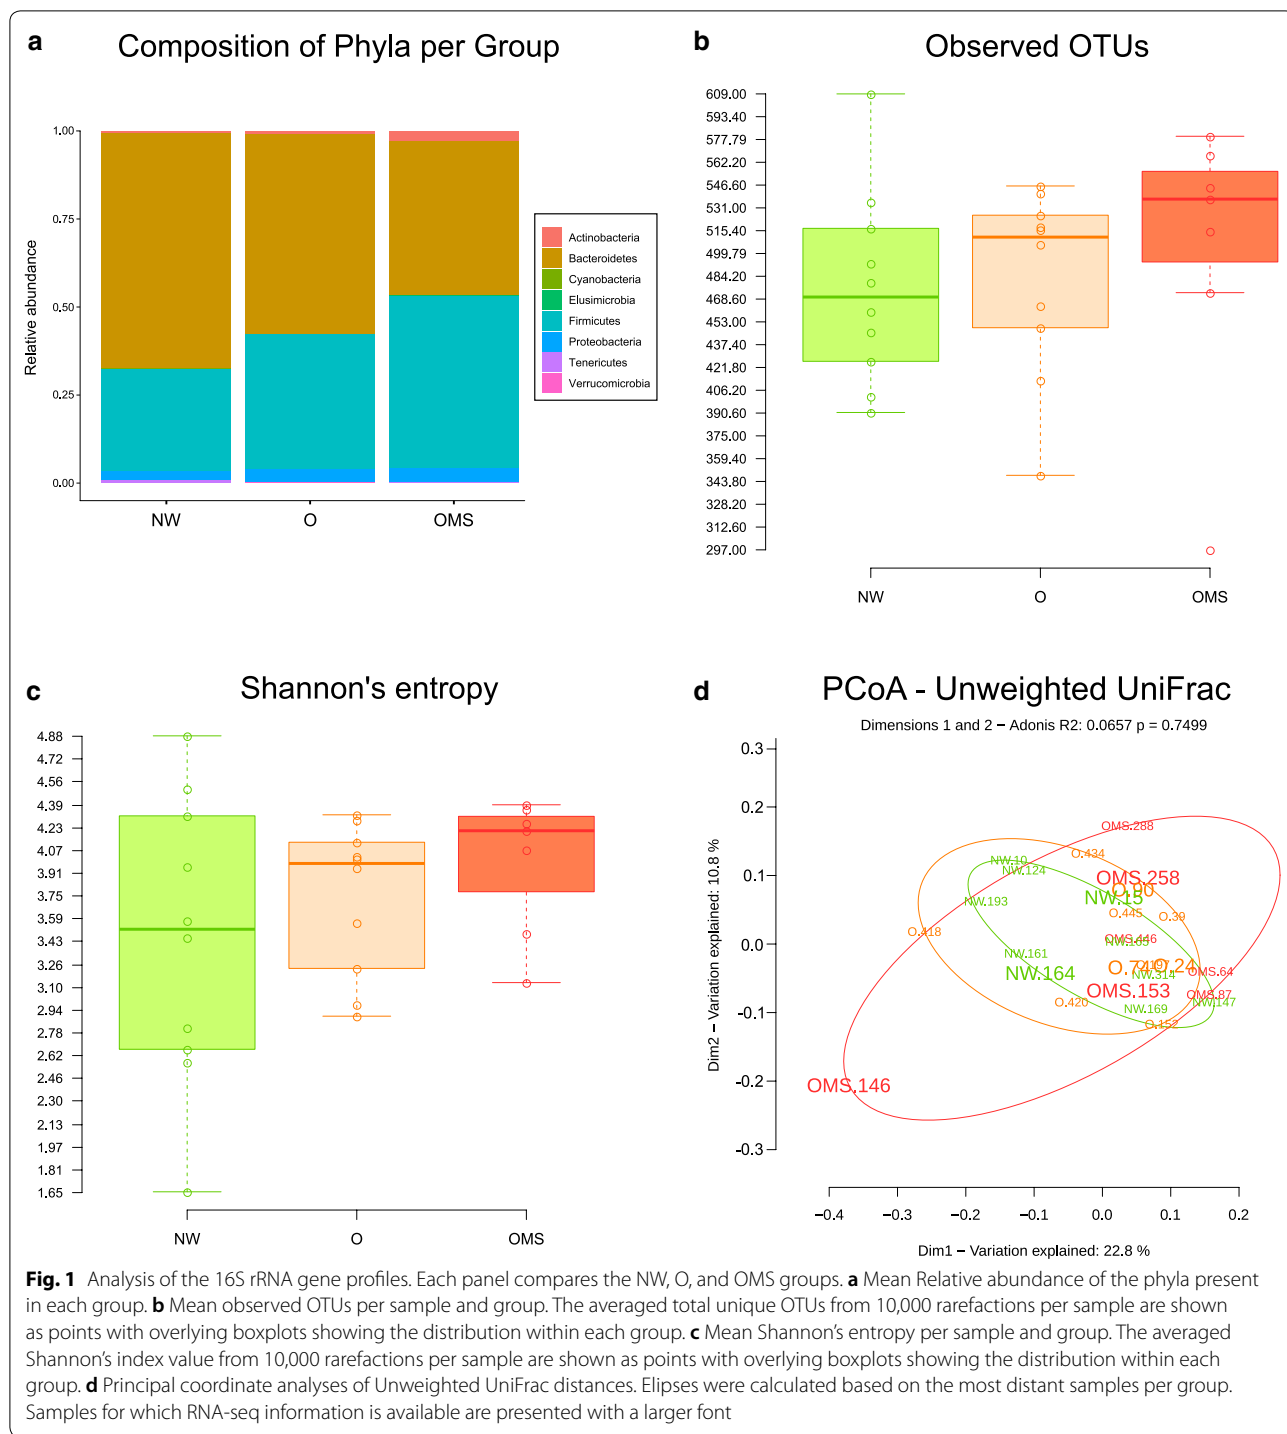 a
Composition of Phyla per Group
1.00
0.75
0.50
0.25
0.00
Relative abundance
NW
O
OMS
Actinobacteria
Bacteroidetes
Cyanobacteria
Elusimicrobia
Firmicutes
Proteobacteria
Tenericutes
Verrucomicrobia
b
Observed OTUs
609.00
593.40
577.79
562.20
546.60
531.00
515.40
499.79
484.20
468.60
453.00
437.40
421.80
406.20
390.60
375.00
359.40
343.80
328.20
312.60
297.00
NW
O
OMS
c
Shannon's entropy
4.88
4.72
4.56
4.39
4.23
4.07
3.91
3.75
3.59
3.43
3.26
3.10
2.94
2.78
2.62
2.46
2.30
2.13
1.97
1.81
1.65
NW
O
OMS
d
PCoA - Unweighted UniFrac
Dimensions 1 and 2 – Adonis R2: 0.0657 p = 0.7499
0.3
0.2
0.1
0.0
−0.1
−0.2
−0.3
Dim2 – Variation explained: 10.8 %
OMS.288
O.434
NW.10
NW.124
OMS.258
O.90
NW.15
NW.193
O.445
O.39
O.418
OMS.446
NW.161
NW.164
O.74
O.24
NW.314
OMS.64
OMS.153
OMS.87
O.420
NW.147
NW.169
O.152
OMS.146
−0.4
−0.3
−0.2
−0.1
0.0
0.1
0.2
Dim1 – Variation explained: 22.8 %
Fig. 1 Analysis of the 16S rRNA gene profiles. Each panel compares the NW, O, and OMS groups. a Mean Relative abundance of the phyla present
in each group. b Mean observed OTUs per sample and group. The averaged total unique OTUs from 10,000 rarefactions per sample are shown
as points with overlying boxplots showing the distribution within each group. c Mean Shannon's entropy per sample and group. The averaged
Shannon's index value from 10,000 rarefactions per sample are shown as points with overlying boxplots showing the distribution within each
group. d Principal coordinate analyses of Unweighted UniFrac distances. Elipses were calculated based on the most distant samples per group.
Samples for which RNA-seq information is available are presented with a larger font